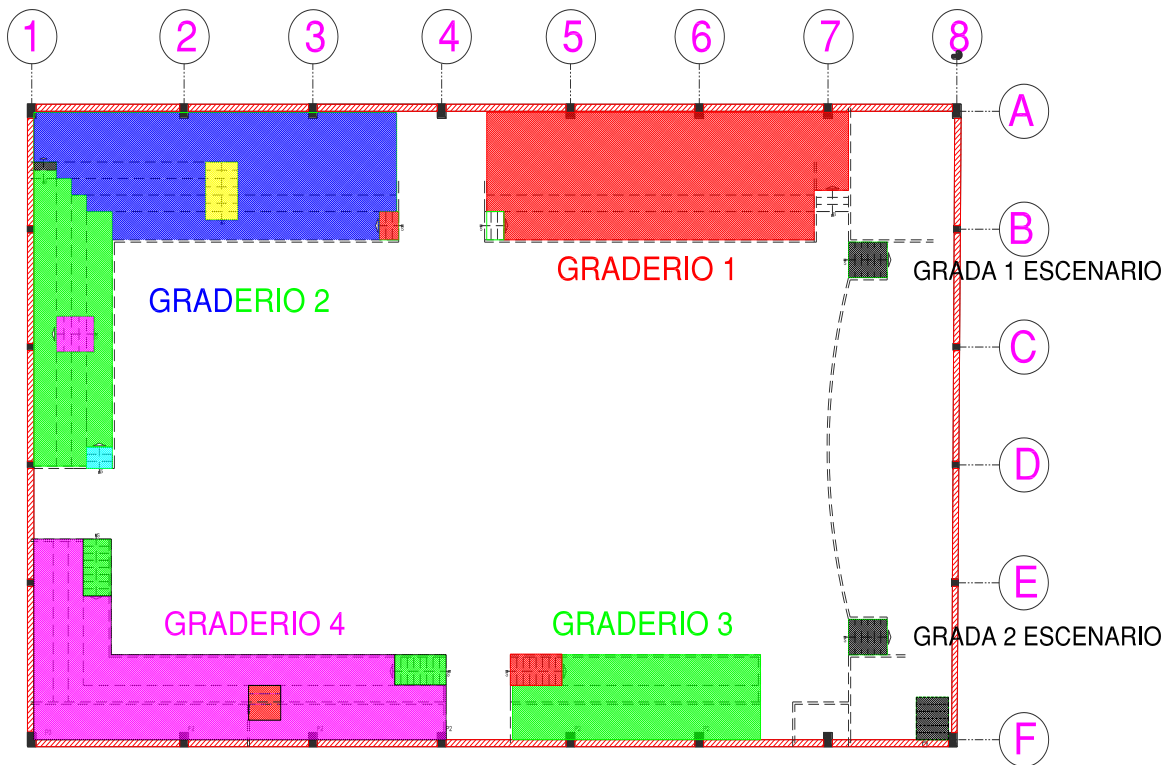 1 2 3 4 5 6 7 8
A
B
GRADERIO 1
GRADA 1 ESCENARIO
GRADERIO 2
C
D
E
GRADERIO 4
GRADERIO 3
GRADA 2 ESCENARIO
F